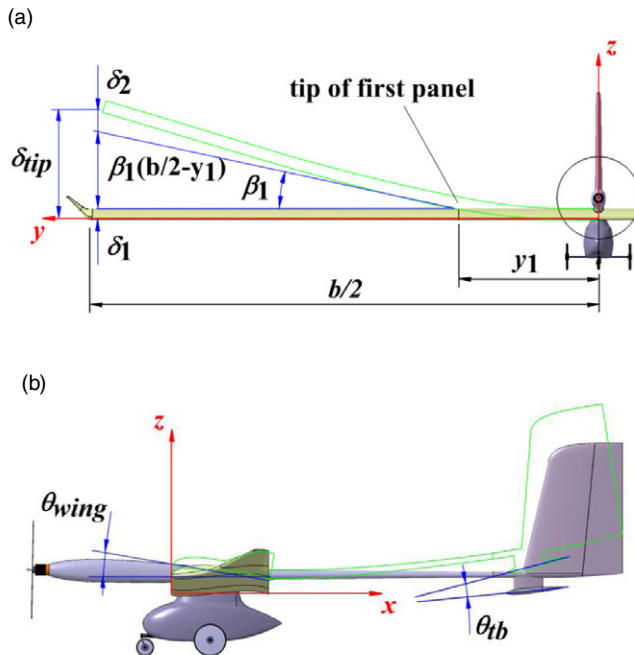 (a)
z
δ2
tip of first panel
δtip
β1(b/2-y1)
β1
y
δ1
y1
b/2
(b)
z
θwing
x
θtb